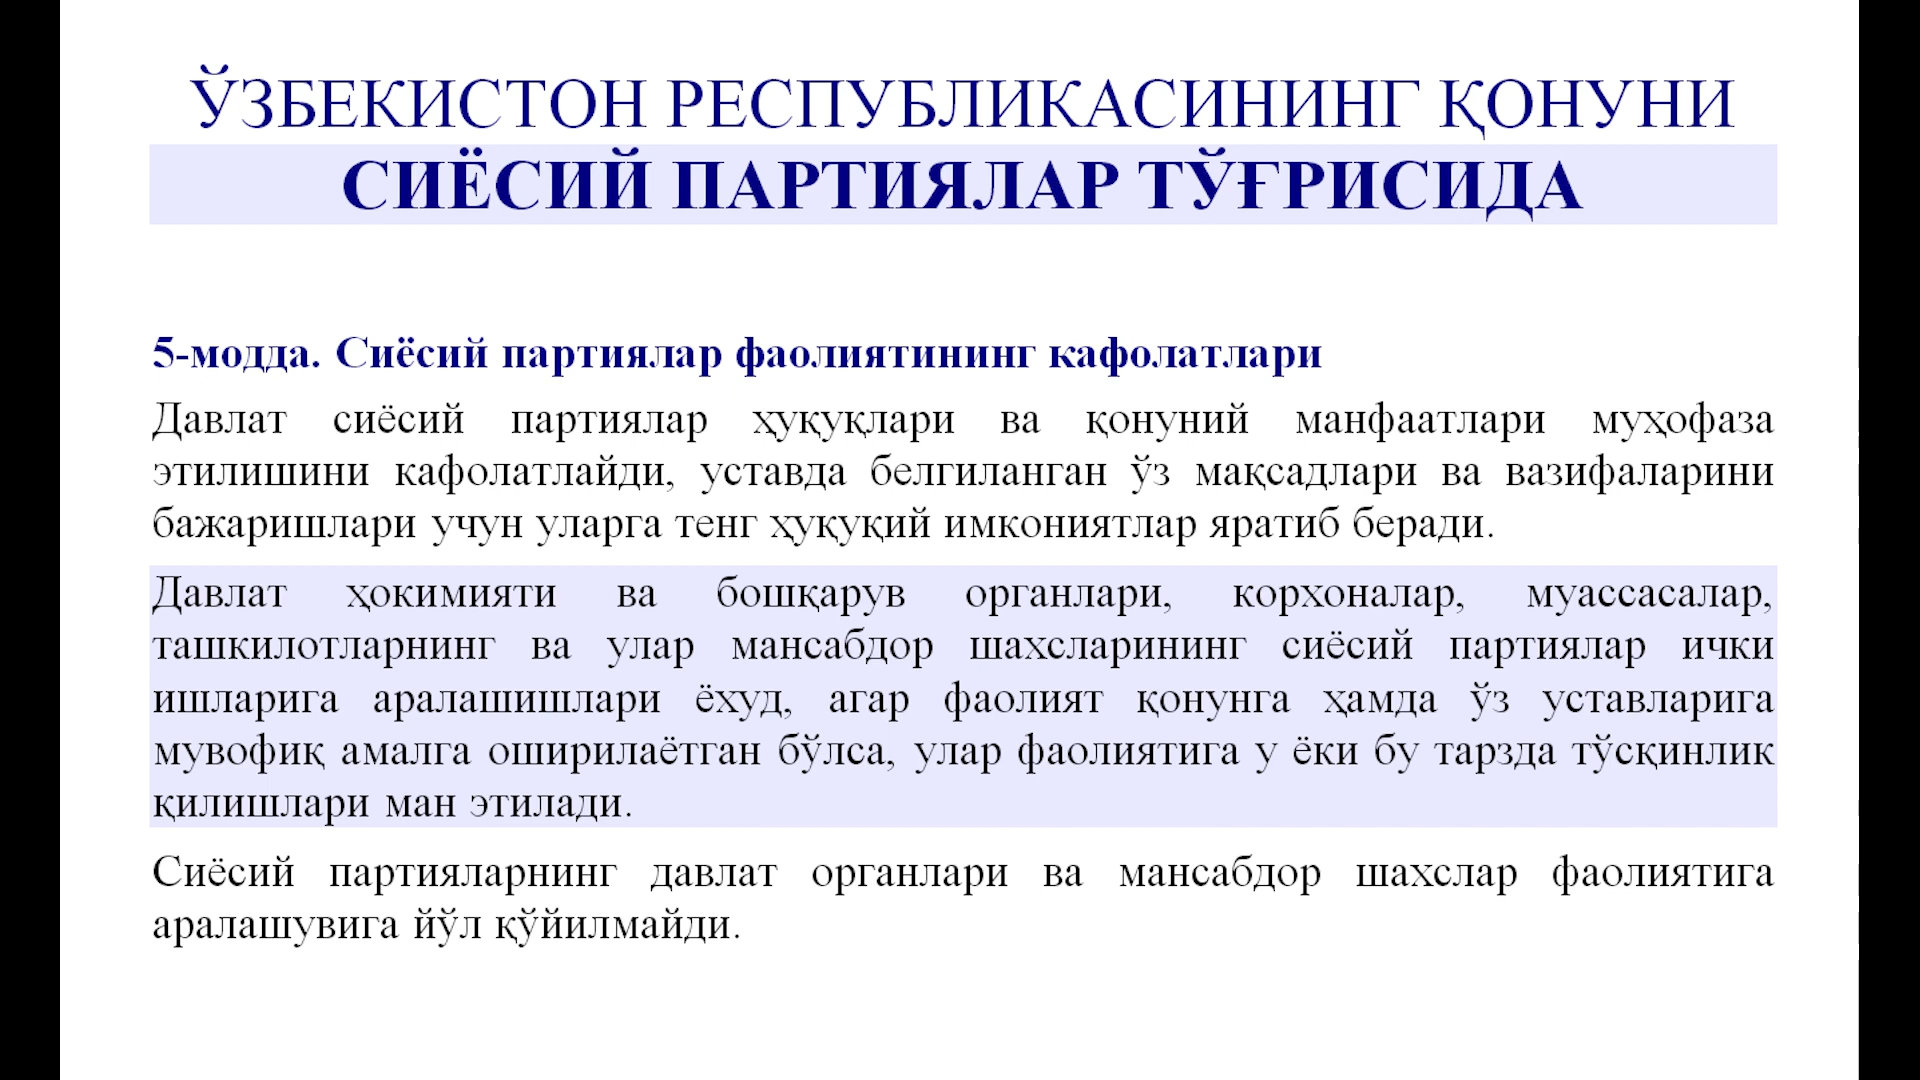 ЎЗБЕКИСТОН РЕСПУБЛИКАСИНИНГ ҚОНУНИ
СИЁСИЙ ПАРТИЯЛАР ТЎҒРИСИДА
5-модда. Сиёсий партиялар фаолиятининг кафолатлари
Давлат сиёсий партиялар ҳуқуқлари ва қонуний манфаатлари муҳофаза
этилишини кафолатлайди, уставда белгиланган ўз мақсадлари ва вазифаларини
бажаришлари учун уларга тенг ҳуқуқий имкониятлар яратиб беради.
Давлат ҳокимияти ва бошқарув органлари, корхоналар, муассасалар,
ташкилотларнинг ва улар мансабдор шахсларининг сиёсий партиялар ички
ишларига аралашишлари ёхуд, агар фаолият қонунга ҳамда ўз уставларига
мувофиқ амалга оширилаётган бўлса, улар фаолиятига у ёки бу тарзда тўсқинлик
қилишлари ман этилади.
Сиёсий партияларнинг давлат органлари ва мансабдор шахслар фаолиятига
аралашувига йўл қўйилмайди.